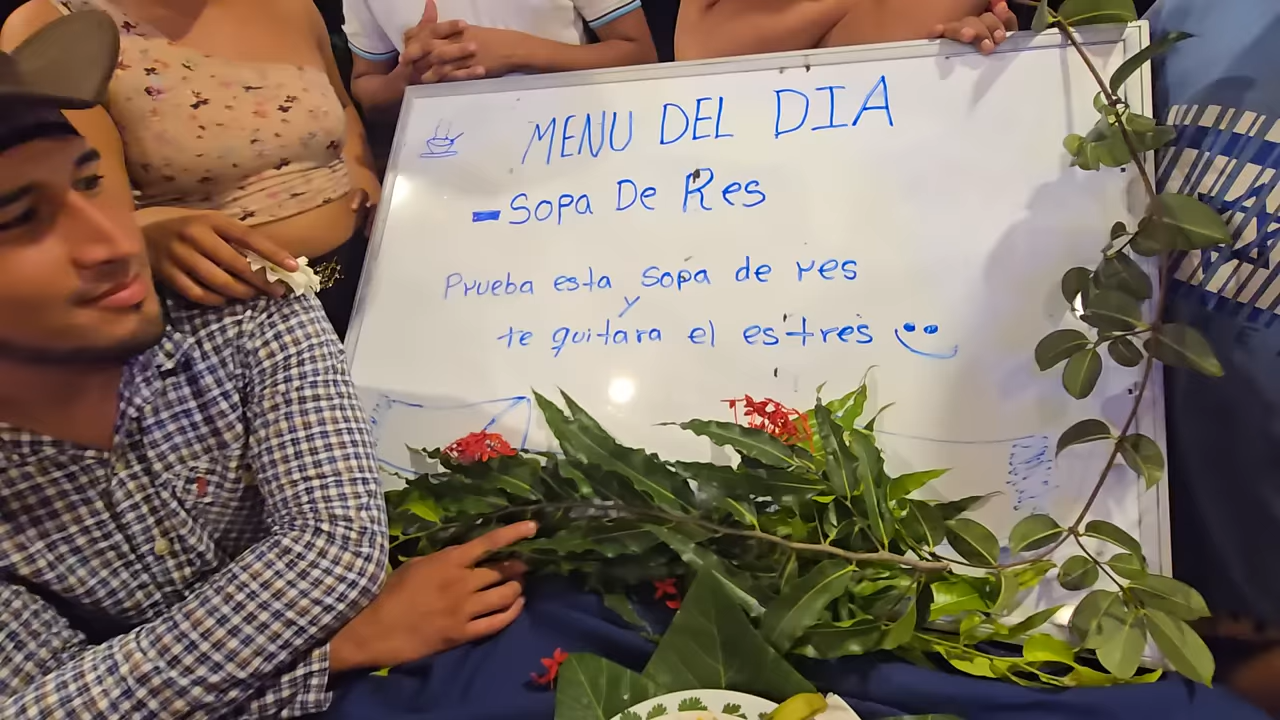 MENU DEL DIA
- Sopa De Res
Prueba esta sopa de res
y
te quitara el estres